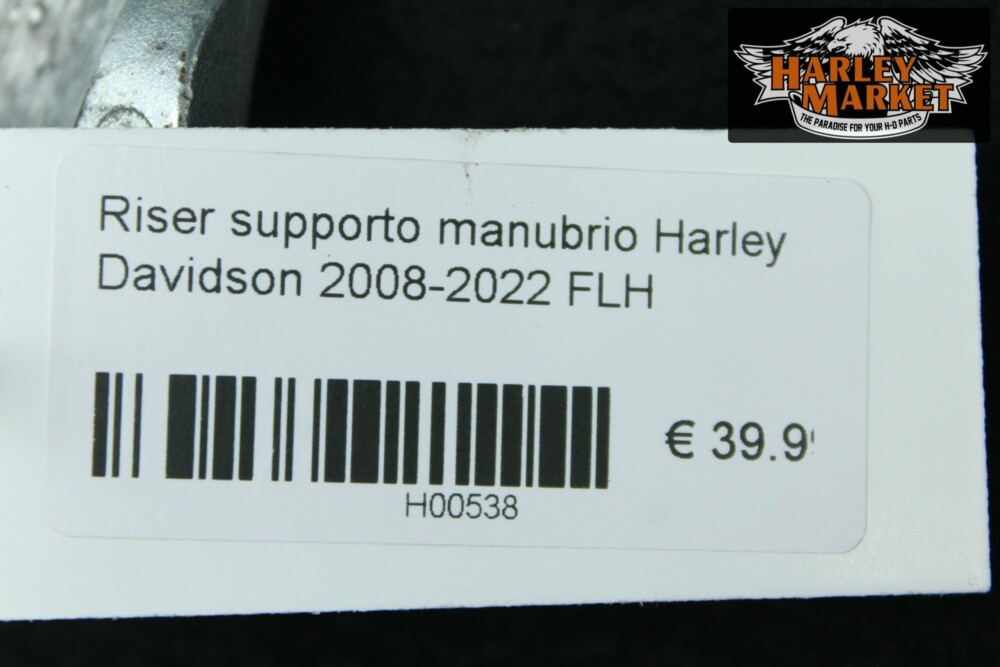 HARLEY
MARKET
THE PARADISE FOR YOUR H-D PARTS
Riser supporto manubrio Harley
Davidson 2008-2022 FLH
€ 39.9
H00538